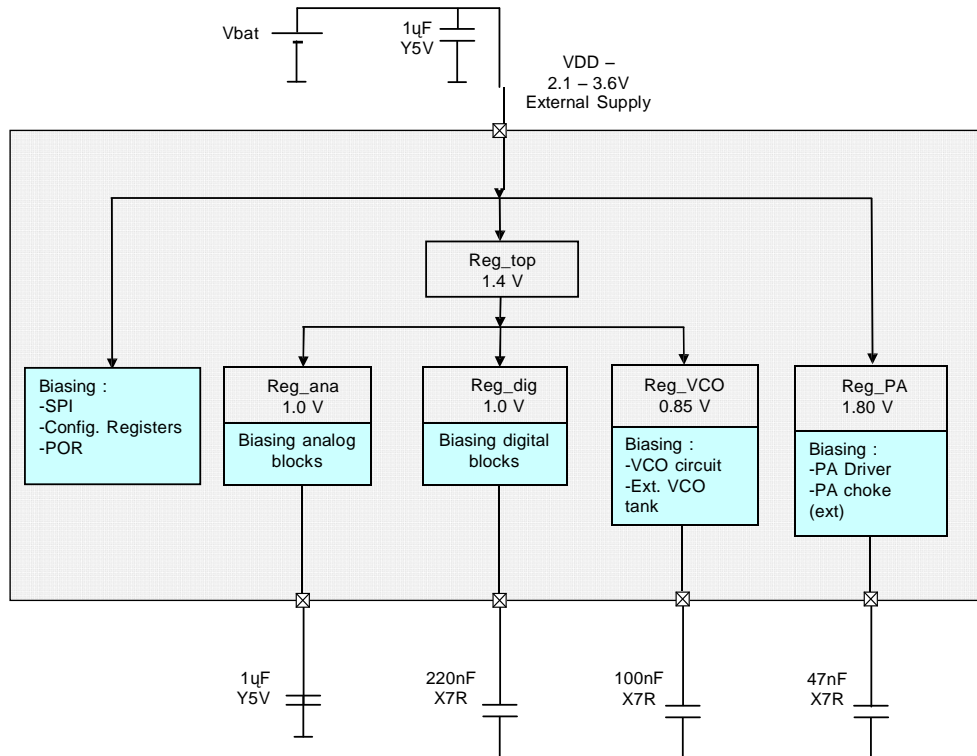 Vbat
1ɥF
Y5V
VDD –
2.1 – 3.6V
External Supply
Reg_top
1.4 V
Biasing :
-SPI
-Config. Registers
-POR
Reg_ana
1.0 V
Biasing analog
blocks
Reg_dig
1.0 V
Biasing digital
blocks
Reg_VCO
0.85 V
Biasing :
-VCO circuit
-Ext. VCO
tank
Reg_PA
1.80 V
Biasing :
-PA Driver
-PA choke
(ext)
1ɥF
Y5V
220nF
X7R
100nF
X7R
47nF
X7R